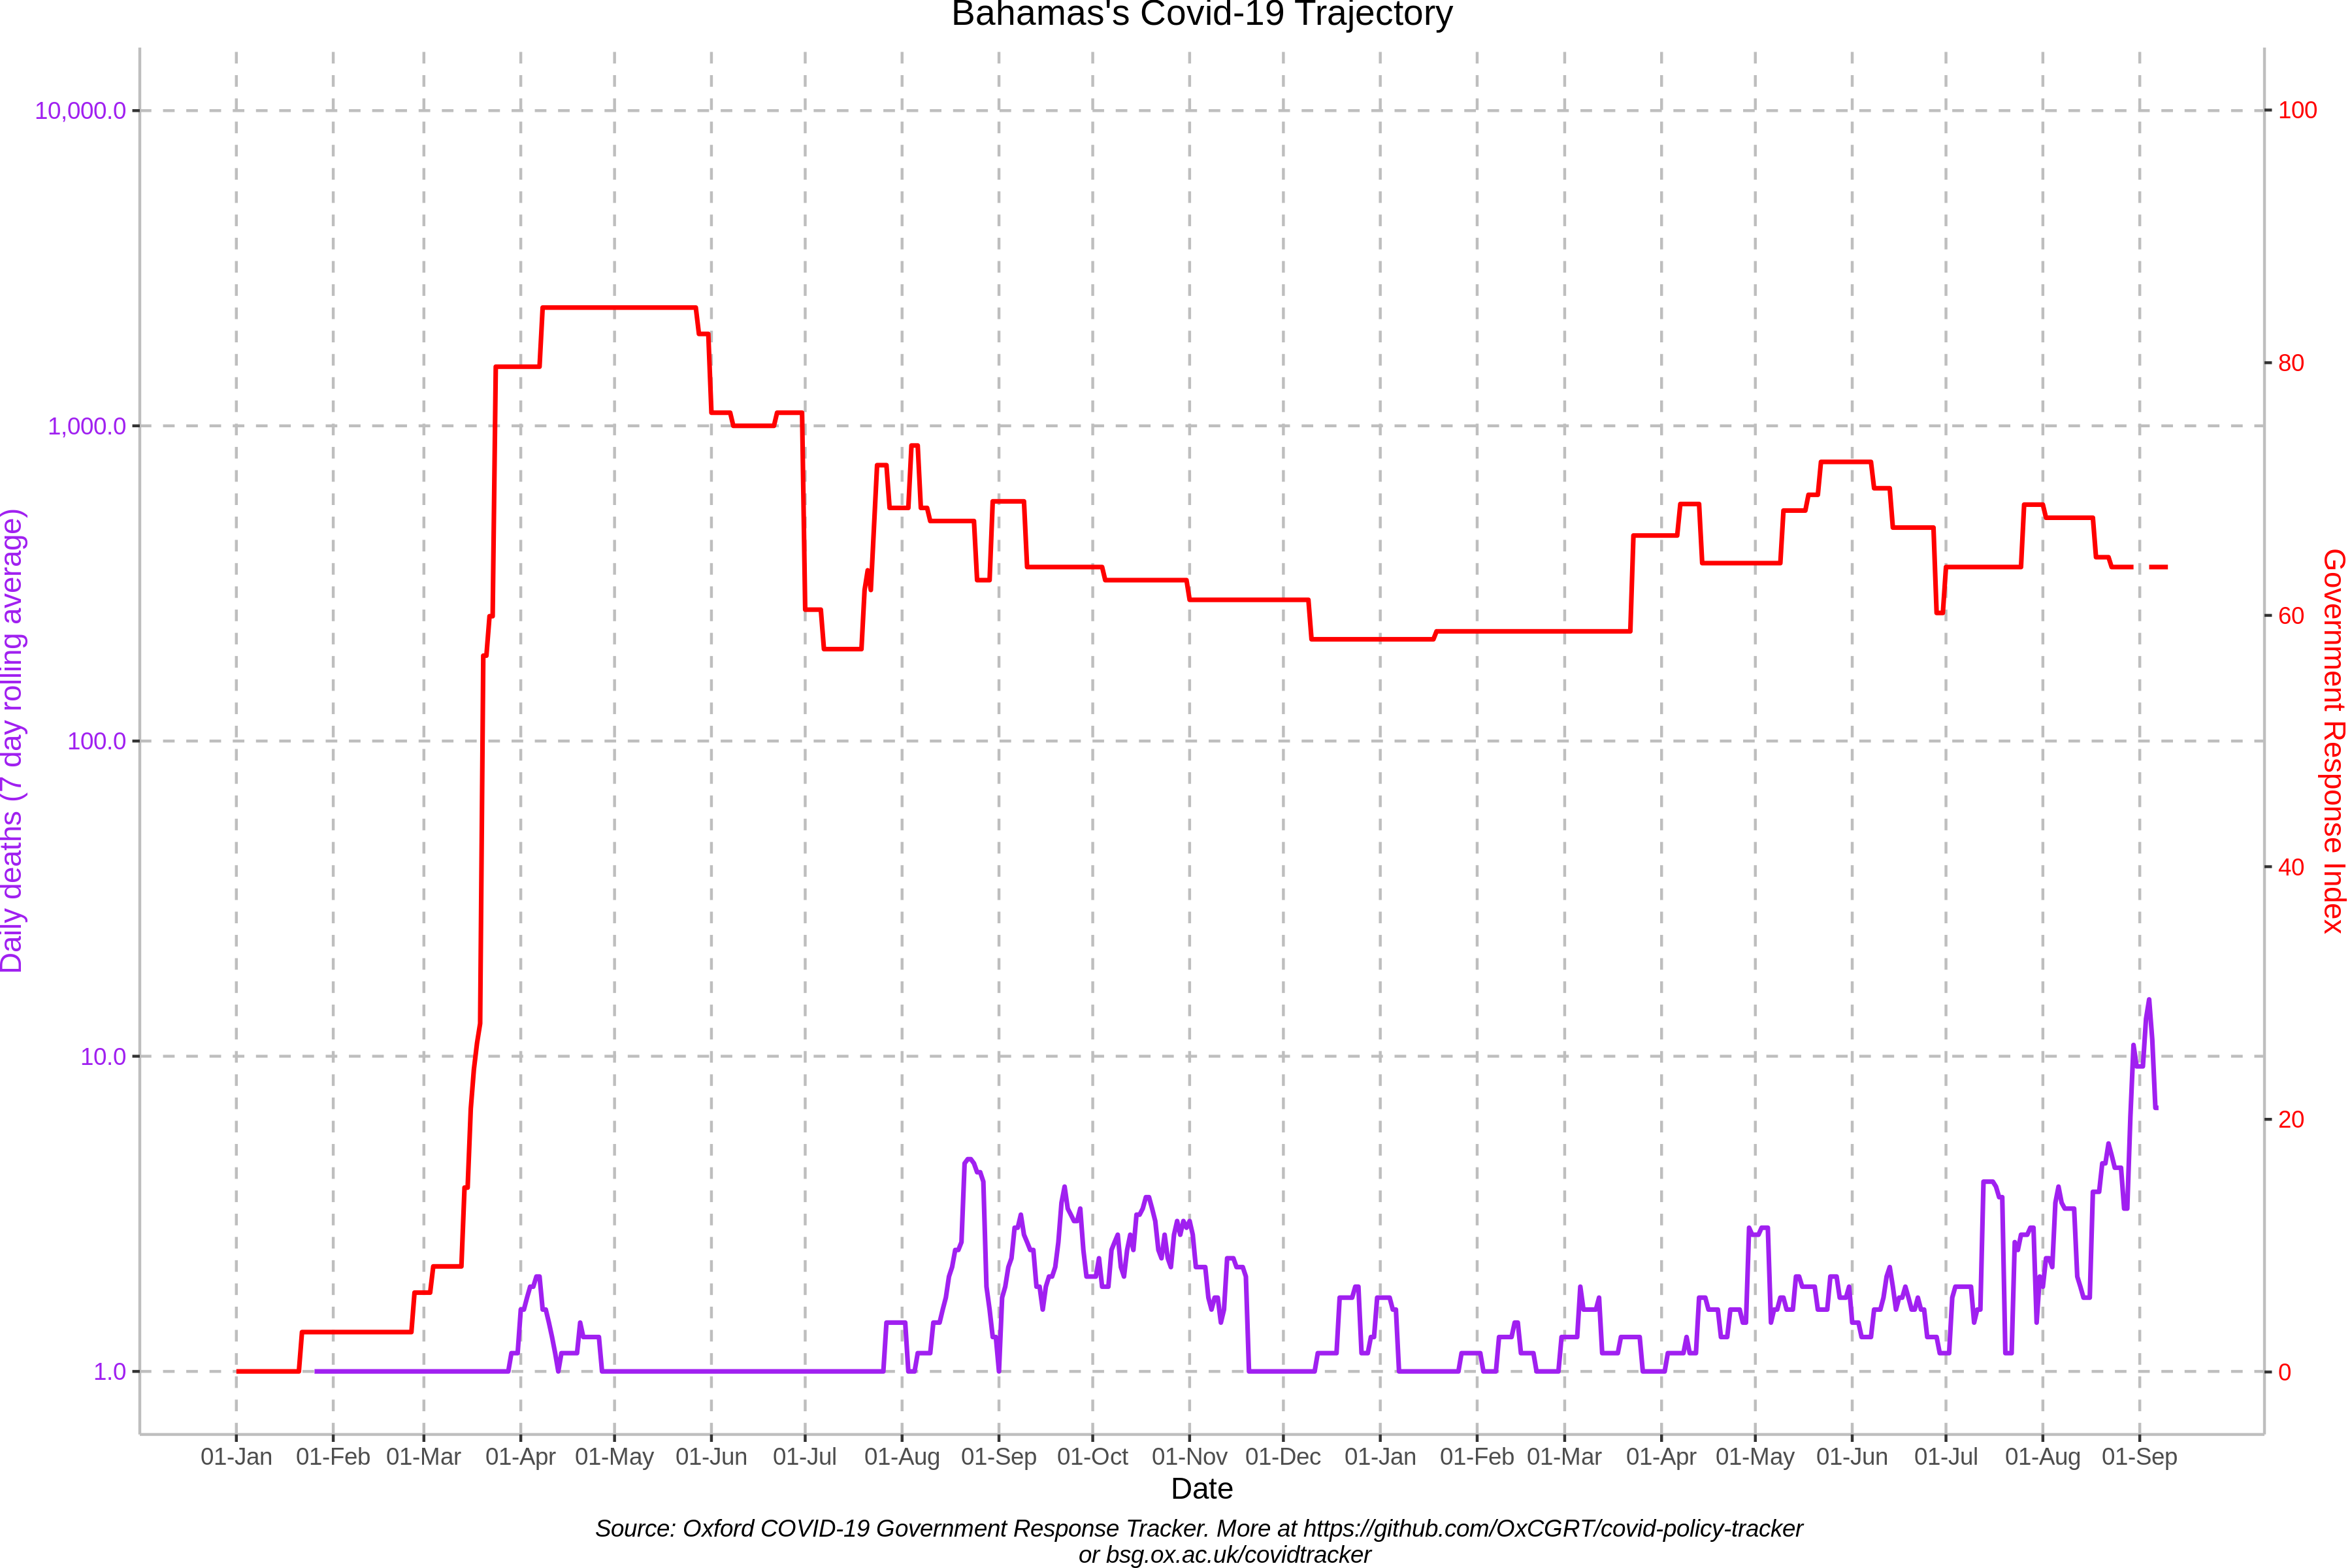 Bahamas's Covid-19 Trajectory
10,000.0
1,000.0
100.0
10.0
1.0
Daily deaths (7 day rolling average)
100
80
60
40
20
0
Government Response Index
01-Jan 01-Feb 01-Mar 01-Apr 01-May 01-Jun 01-Jul 01-Aug 01-Sep 01-Oct 01-Nov 01-Dec 01-Jan 01-Feb 01-Mar 01-Apr 01-May 01-Jun 01-Jul 01-Aug 01-Sep
Date
Source: Oxford COVID-19 Government Response Tracker. More at https://github.com/OxCGRT/covid-policy-tracker
or bsg.ox.ac.uk/covidtracker